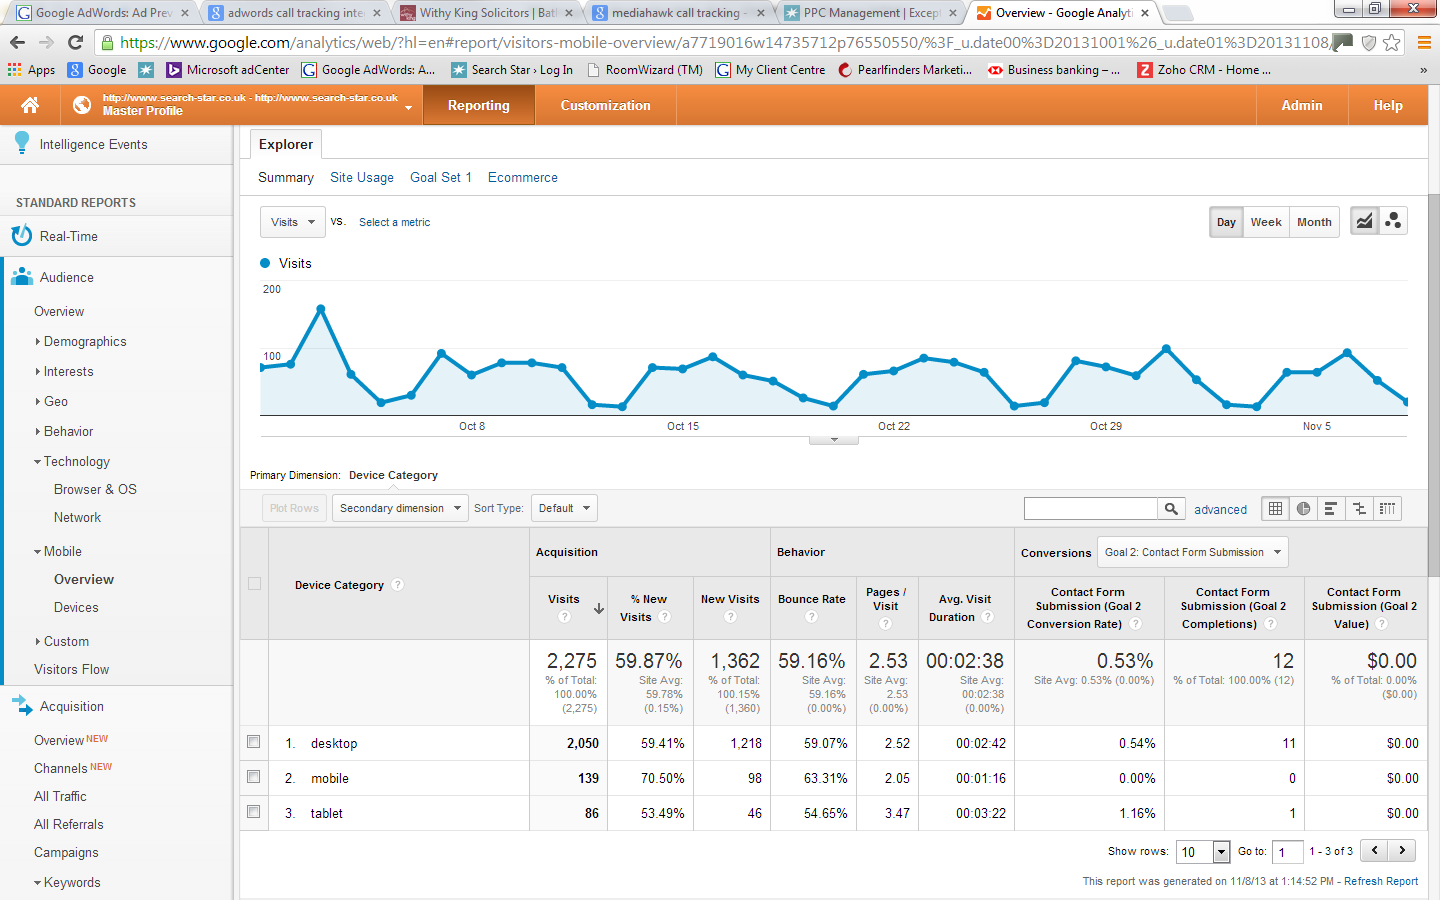 Google AdWords: Ad Prev
adwords call tracking inte
Withy King Solicitors | Bat
mediahawk call tracking -
PPC Management | Excep
Overview - Google Analyti
https://www.google.com/analytics/web/?hl=en#report/visitors-mobile-overview/a7719016w14735712p76550550/%3F_u.date00%3D20131001%26_u.date01%3D20131108/
Apps
Google
Microsoft adCenter
Google AdWords: A...
Search Star › Log In
RoomWizard (TM)
My Client Centre
Pearlfinders Marketi...
Business banking – ...
Zoho CRM - Home ...
»
http://www.search-star.co.uk - http://www.search-star.co.uk
Master Profile
Reporting
Customization
Admin
Help
Intelligence Events
STANDARD REPORTS
Real-Time
Audience
Overview
Demographics
Interests
Geo
Behavior
Technology
Browser & OS
Network
Mobile
Overview
Devices
Custom
Visitors Flow
Acquisition
Overview NEW
Channels NEW
All Traffic
All Referrals
Campaigns
Keywords
Explorer
Summary Site Usage Goal Set 1 Ecommerce
Visits vs. Select a metric
Day Week Month
Visits
200
100
Oct 8 Oct 15 Oct 22 Oct 29 Nov 5
Primary Dimension: Device Category
Plot Rows Secondary dimension Sort Type: Default
advanced
Device Category ?
Acquisition
Behavior
Conversions Goal 2: Contact Form Submission
Visits ?
% New Visits ?
New Visits ?
Bounce Rate ?
Pages / Visit ?
Avg. Visit Duration ?
Contact Form Submission (Goal 2 Conversion Rate) ?
Contact Form Submission (Goal 2 Completions) ?
Contact Form Submission (Goal 2 Value) ?
2,275
% of Total: 100.00% (2,275)
59.87%
Site Avg: 59.78% (0.15%)
1,362
% of Total: 100.15% (1,360)
59.16%
Site Avg: 59.16% (0.00%)
2.53
Site Avg: 2.53 (0.00%)
00:02:38
Site Avg: 00:02:38 (0.00%)
0.53%
Site Avg: 0.53% (0.00%)
12
% of Total: 100.00% (12)
$0.00
% of Total: 0.00% ($0.00)
1. desktop 2,050 59.41% 1,218 59.07% 2.52 00:02:42 0.54% 11 $0.00
2. mobile 139 70.50% 98 63.31% 2.05 00:01:16 0.00% 0 $0.00
3. tablet 86 53.49% 46 54.65% 3.47 00:03:22 1.16% 1 $0.00
Show rows: 10 Go to: 1 1 - 3 of 3
This report was generated on 11/8/13 at 1:14:52 PM - Refresh Report